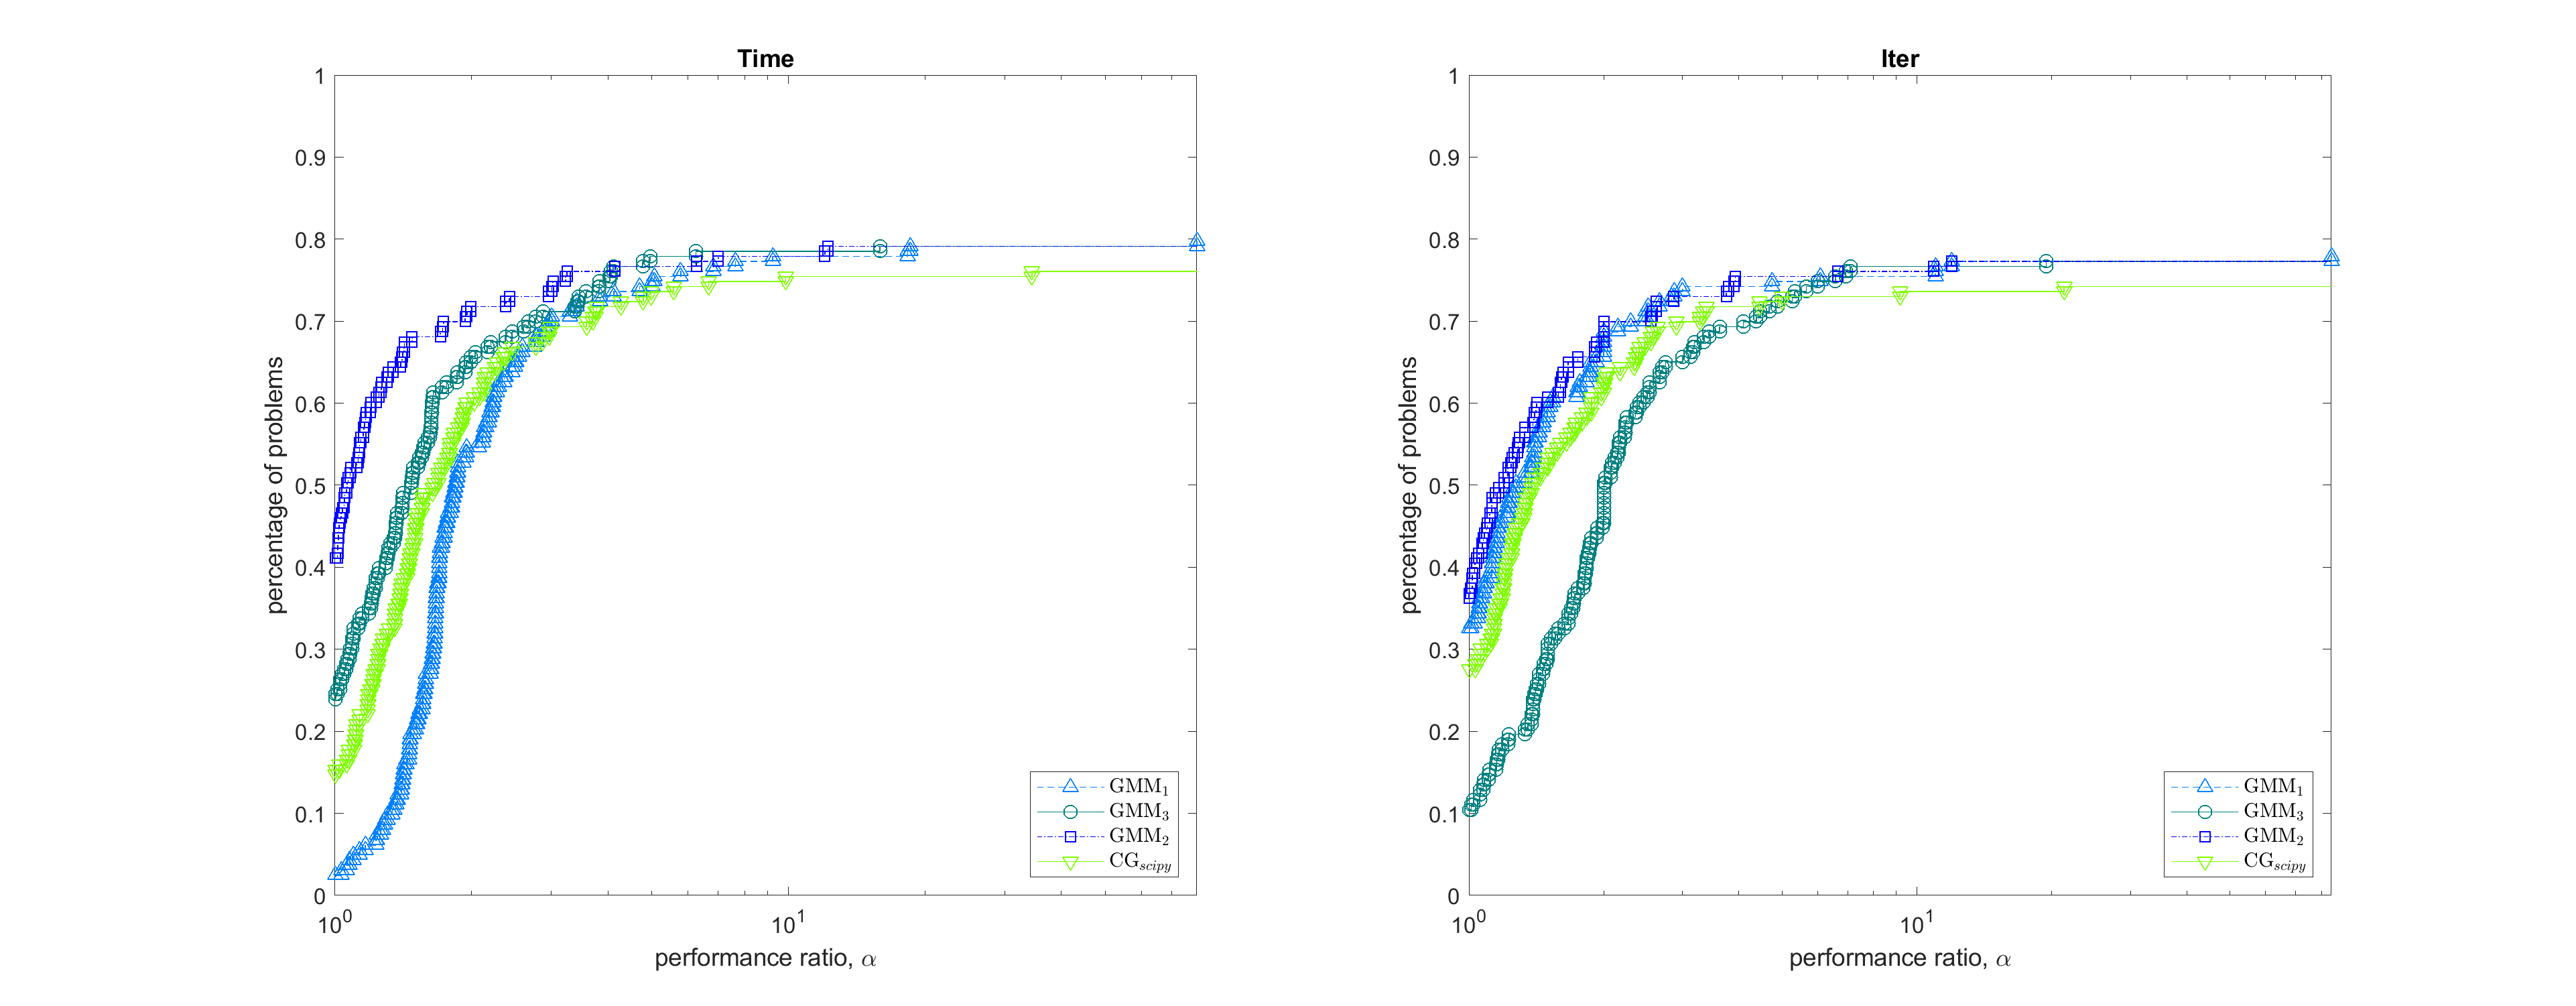 Time
1
0.9
0.8
0.7
0.6
0.5
0.4
0.3
0.2
0.1
0
percentage of problems
10^0
10^1
performance ratio, α
GMM_1
GMM_3
GMM_2
CG_scipy
Iter
1
0.9
0.8
0.7
0.6
0.5
0.4
0.3
0.2
0.1
0
percentage of problems
10^0
10^1
performance ratio, α
GMM_1
GMM_3
GMM_2
CG_scipy